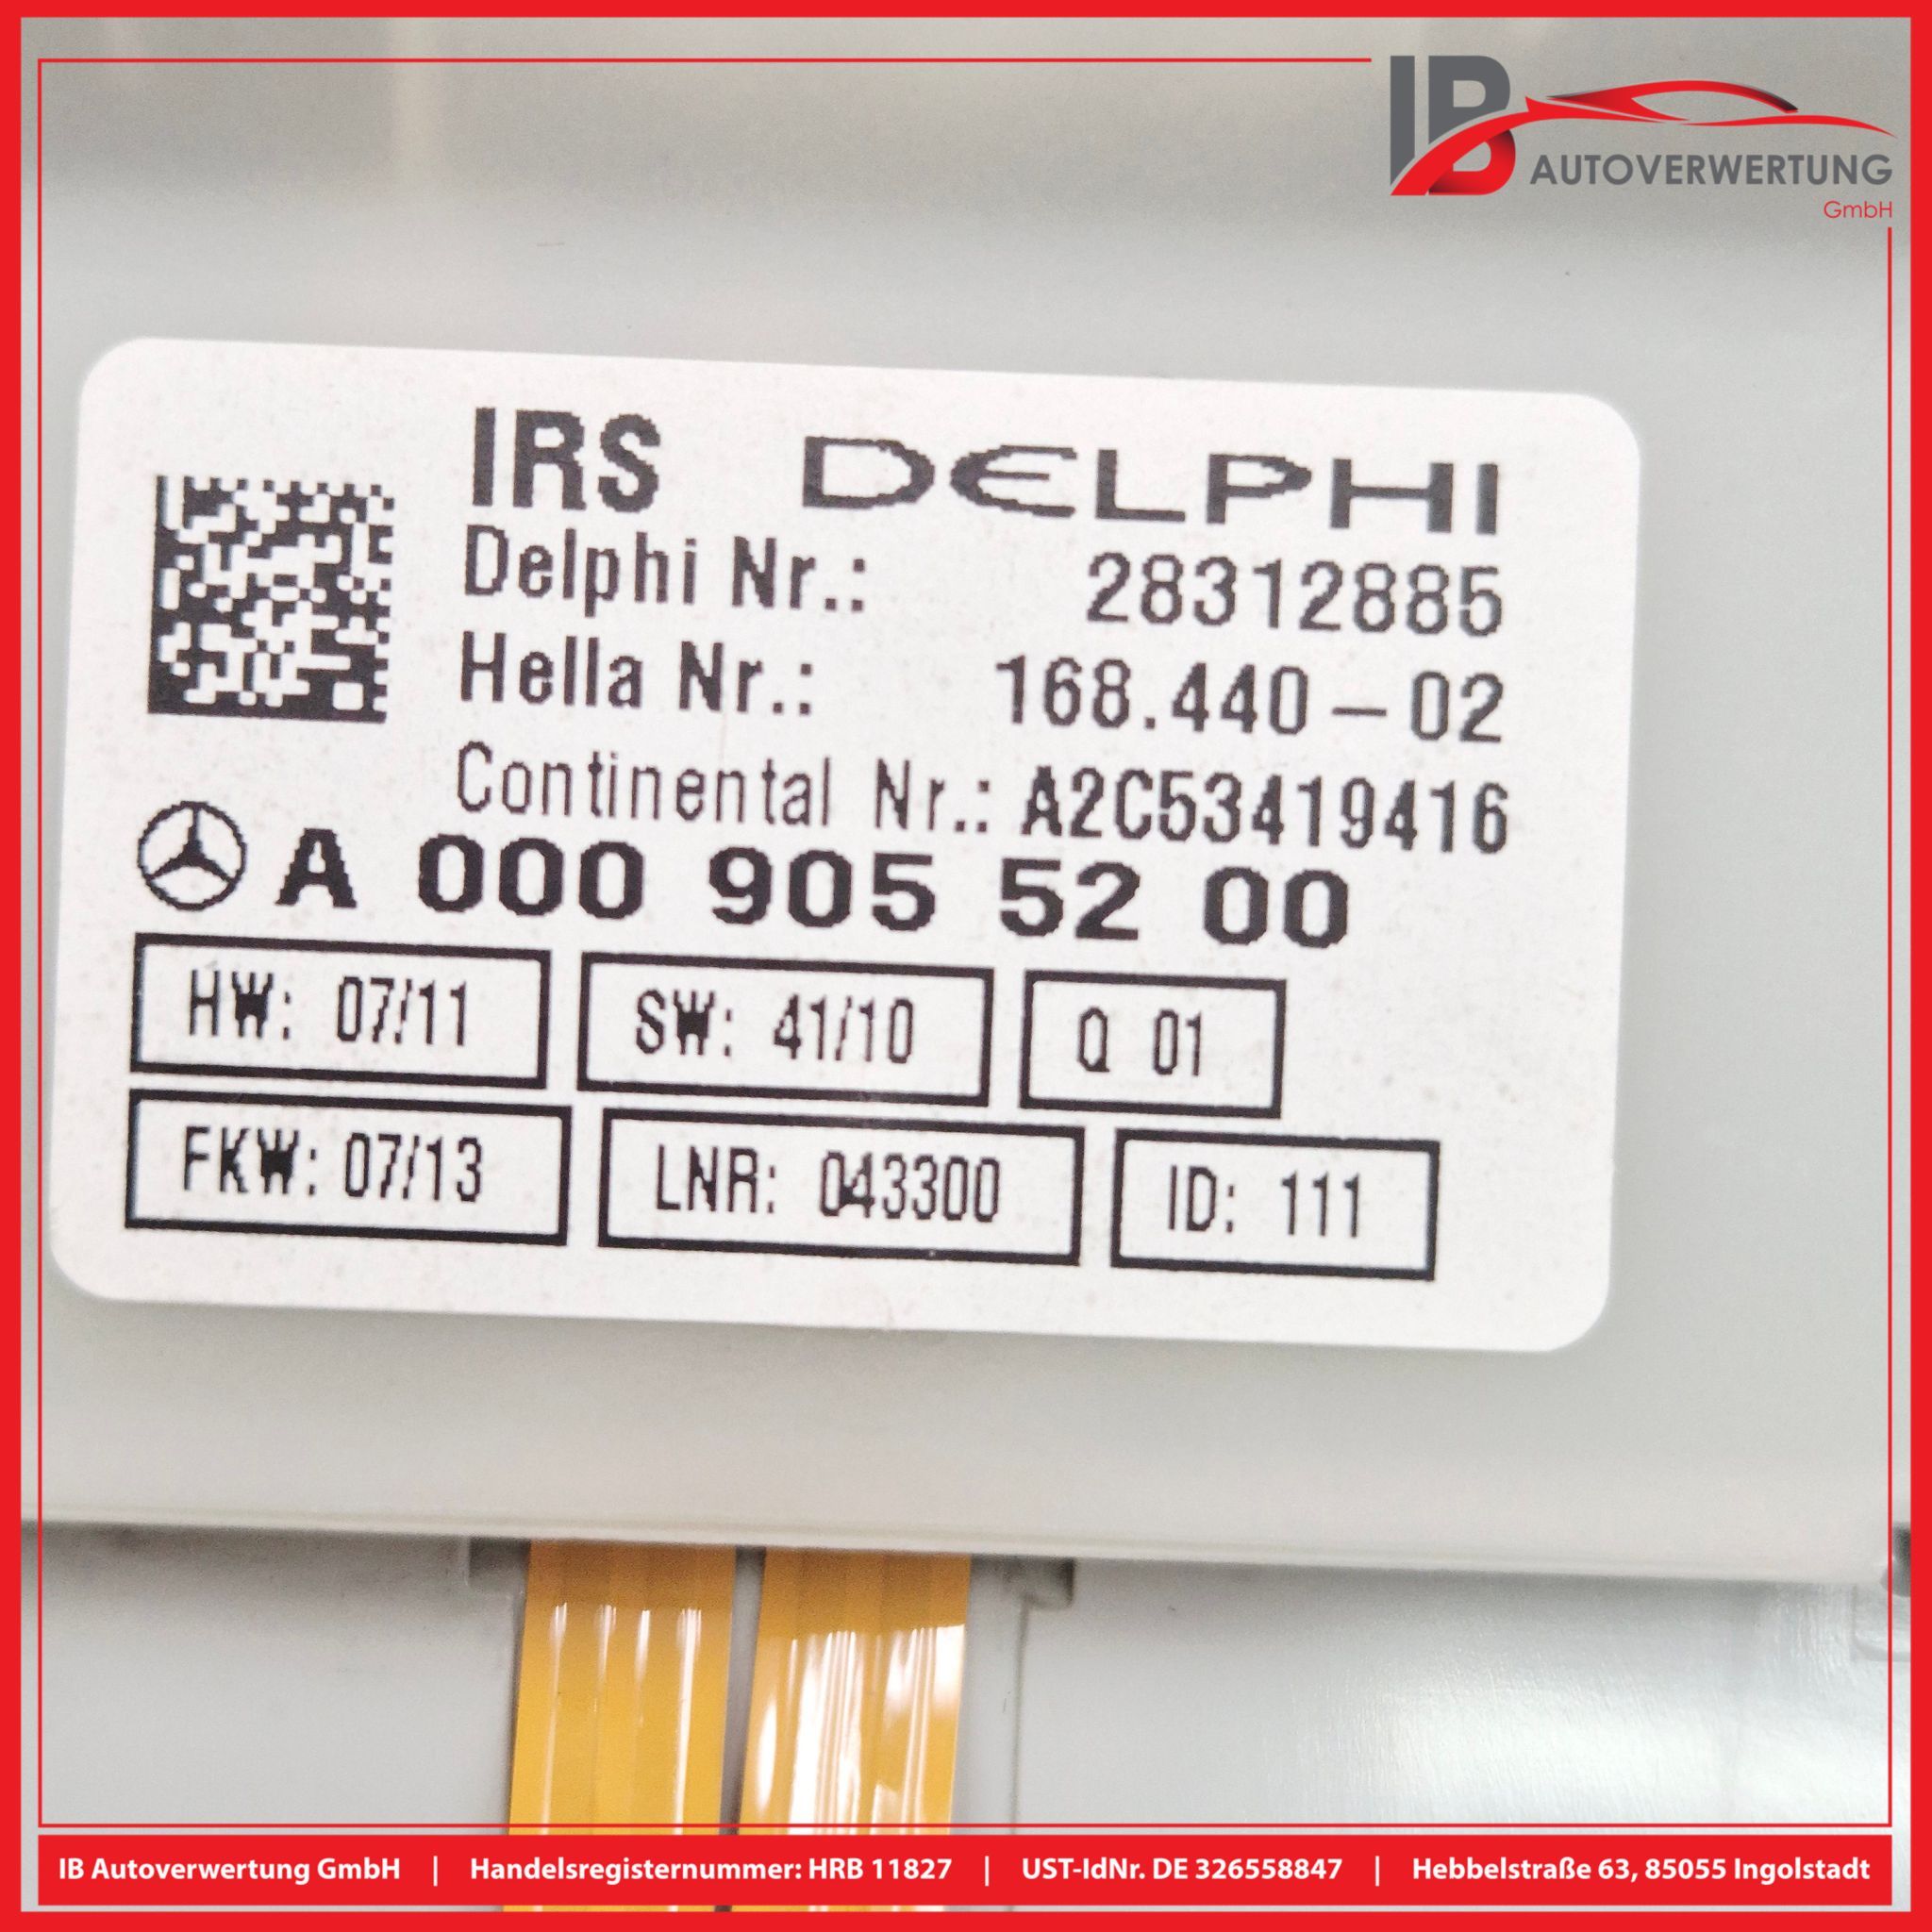 IB AUTOVERWERTUNG
GmbH
IRS DELPHI
Delphi Nr.: 28312885
Hella Nr.: 168.440-02
Continental Nr.: A2C53419416
A 000 905 52 00
HW: 07/11 SW: 41/10 Q 01
FKW: 07/13 LNR: 043300 ID: 111
IB Autoverwertung GmbH | Handelsregisternummer: HRB 11827 | UST-IdNr. DE 326558847 | Hebbelstraße 63, 85055 Ingolstadt